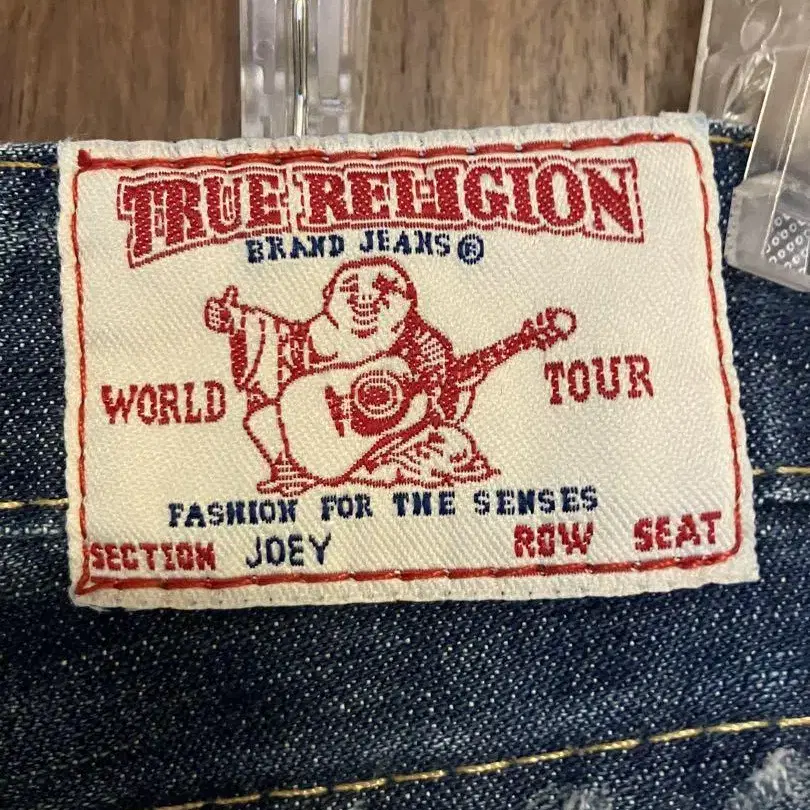 TRUE RELIGION
BRAND JEANS®
WORLD TOUR
FASHION FOR THE SENSES
SECTION JOEY ROW SEAT